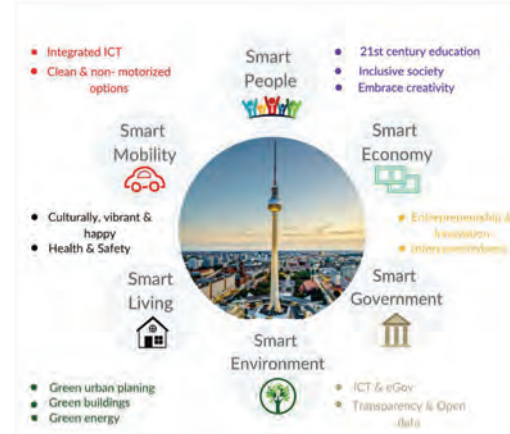 Integrated ICT
Clean & non- motorized
options
Smart
People
21st century education
Inclusive society
Embrace creativity
Smart
Mobility
Smart
Economy
Culturally, vibrant &
happy
Health & Safety
Entrepreneurship &
Smart
Living
Smart
Government
Smart
Environment
Green urban planing
Green buildings
Green energy
ICT & eGov
Transparency & Open
data